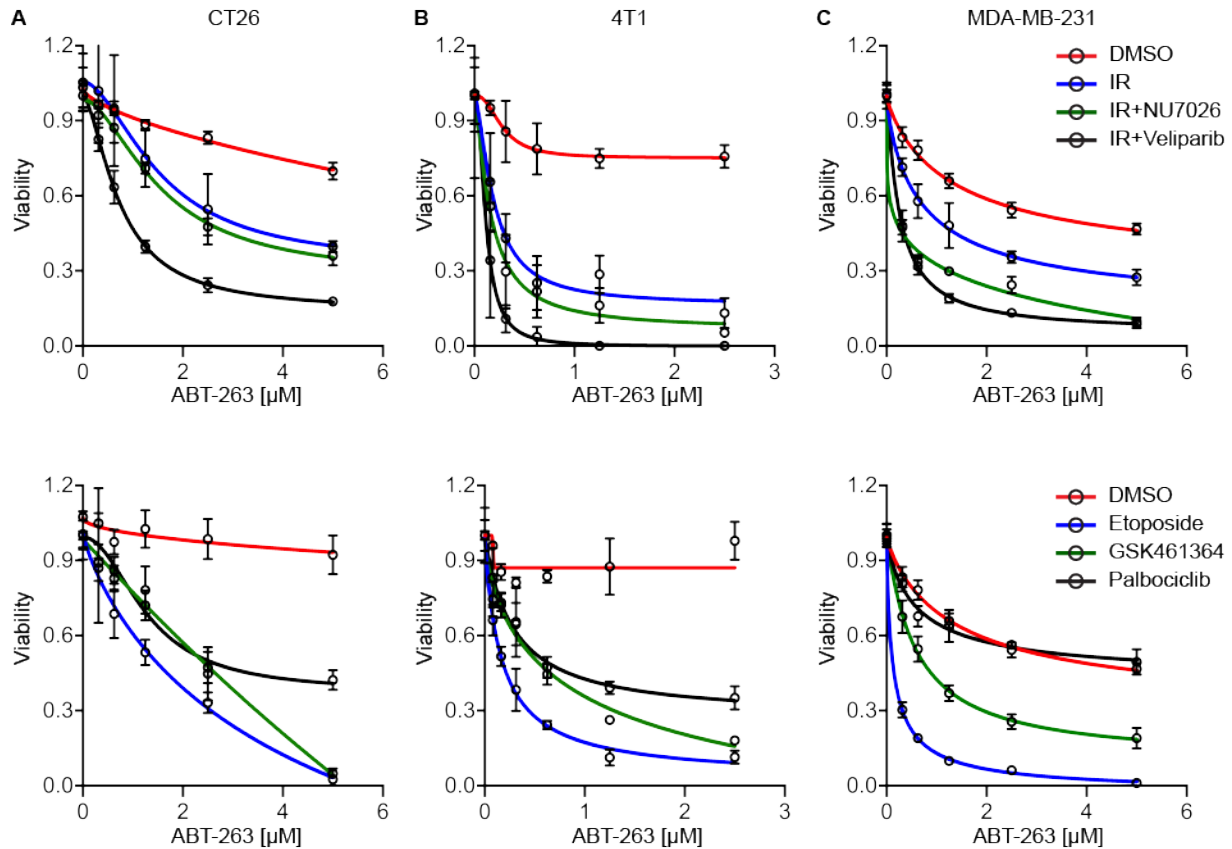 A CT26
B 4T1
C MDA-MB-231
1.2
0.9
0.6
0.3
0.0
Viability
0 2 4 6
ABT-263 [µM]
1.2
0.9
0.6
0.3
0.0
Viability
0 1 2 3
ABT-263 [µM]
1.2
0.9
0.6
0.3
0.0
Viability
0 2 4 6
ABT-263 [µM]
DMSO
IR
IR+NU7026
IR+Veliparib
1.2
0.9
0.6
0.3
0.0
Viability
0 2 4 6
ABT-263 [µM]
1.2
0.9
0.6
0.3
0.0
Viability
0 1 2 3
ABT-263 [µM]
1.2
0.9
0.6
0.3
0.0
Viability
0 2 4 6
ABT-263 [µM]
DMSO
Etoposide
GSK461364
Palbociclib